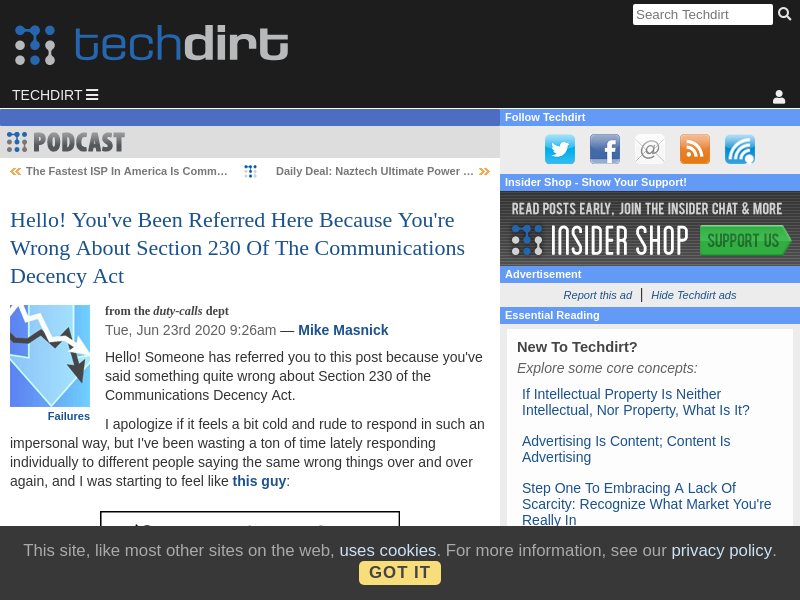 Search Techdirt
techdirt
TECHDIRT
PODCAST
The Fastest ISP In America Is Comm…
Daily Deal: Naztech Ultimate Power …
Hello! You've Been Referred Here Because You're
Wrong About Section 230 Of The Communications
Decency Act
Failures
from the duty-calls dept
Tue, Jun 23rd 2020 9:26am — Mike Masnick
Hello! Someone has referred you to this post because you've
said something quite wrong about Section 230 of the
Communications Decency Act.
I apologize if it feels a bit cold and rude to respond in such an
impersonal way, but I've been wasting a ton of time lately responding
individually to different people saying the same wrong things over and over
again, and I was starting to feel like this guy:
Follow Techdirt
Insider Shop - Show Your Support!
READ POSTS EARLY, JOIN THE INSIDER CHAT & MORE
INSIDER SHOP
SUPPORT US
Advertisement
Report this ad | Hide Techdirt ads
Essential Reading
New To Techdirt?
Explore some core concepts:
If Intellectual Property Is Neither
Intellectual, Nor Property, What Is It?
Advertising Is Content; Content Is
Advertising
Step One To Embracing A Lack Of
Scarcity: Recognize What Market You're
Really In
This site, like most other sites on the web, uses cookies. For more information, see our privacy policy.
GOT IT